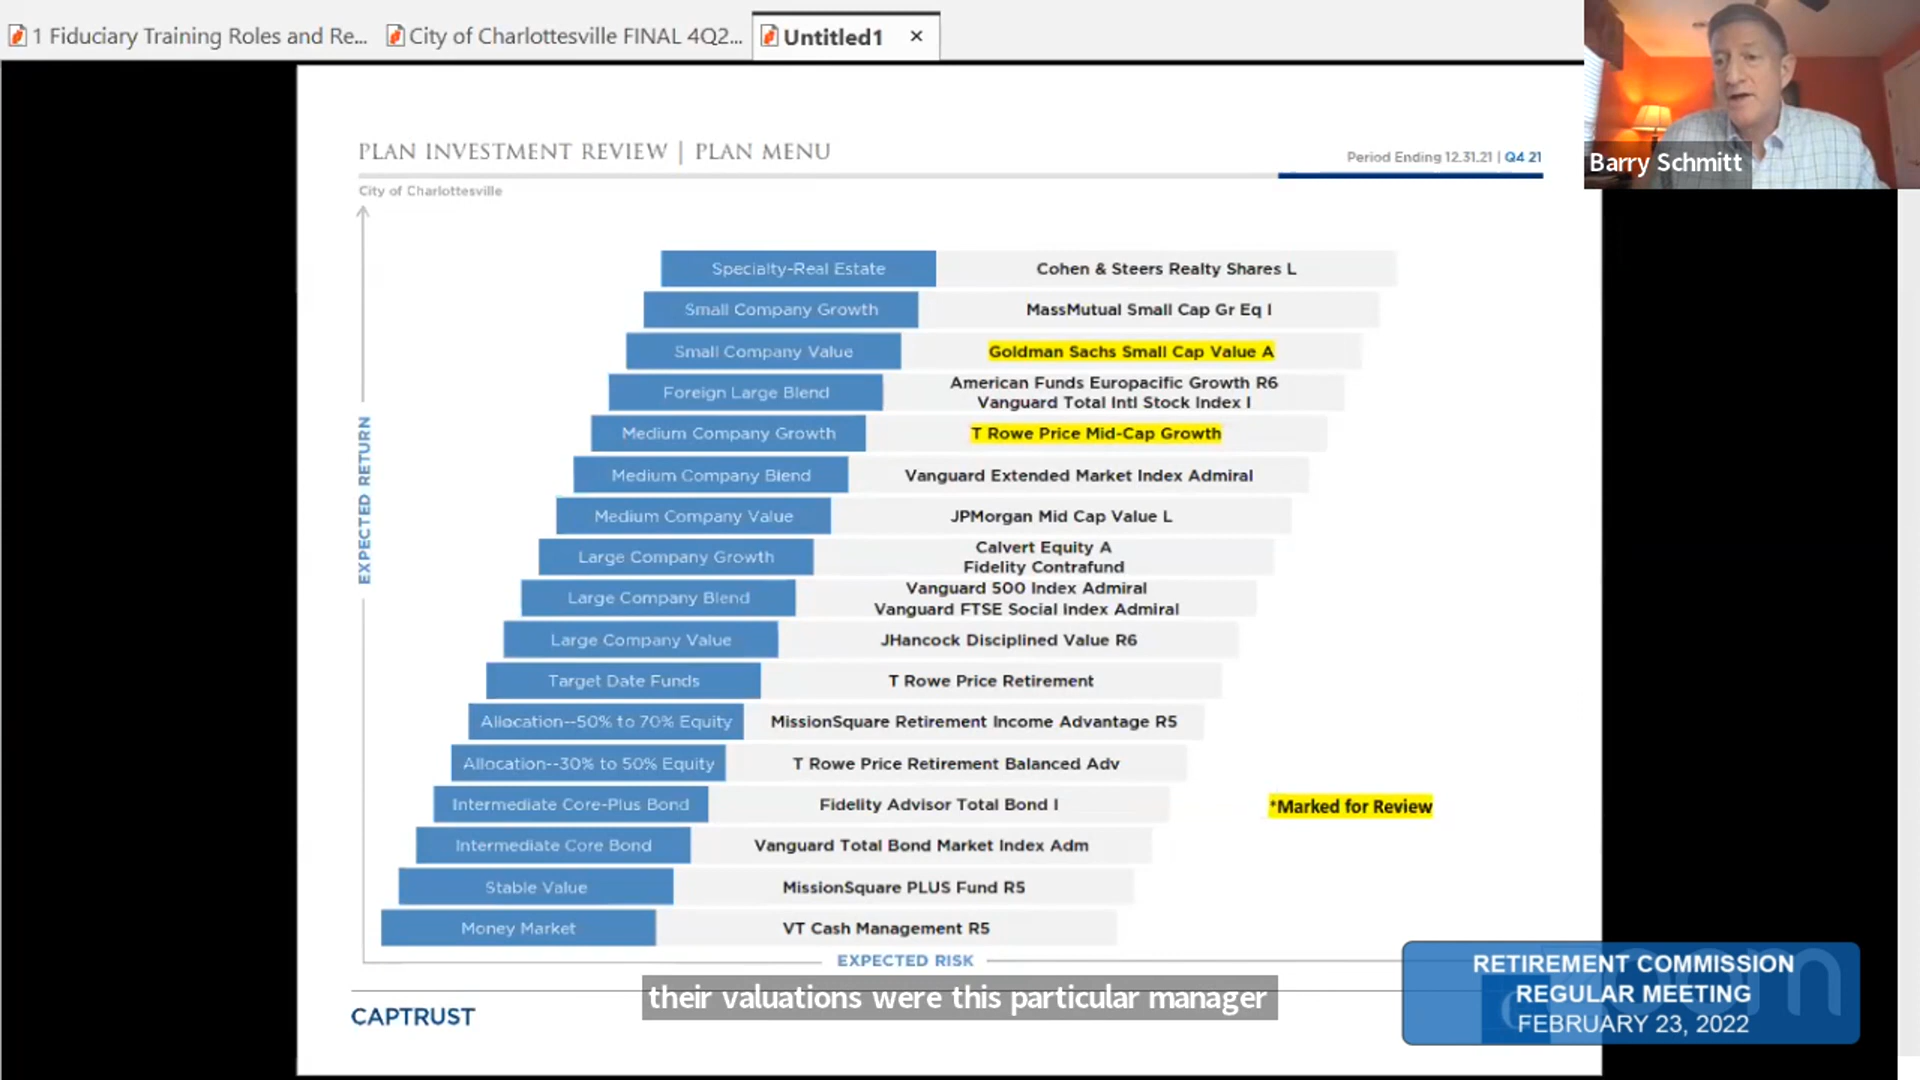 1 Fiduciary Training Roles and Re...
City of Charlottesville FINAL 4Q2...
Untitled1
Barry Schmitt
PLAN INVESTMENT REVIEW | PLAN MENU
Period Ending 12.31.21 | Q4 21
City of Charlottesville
EXPECTED RETURN
Specialty-Real Estate
Cohen & Steers Realty Shares L
Small Company Growth
MassMutual Small Cap Gr Eq I
Small Company Value
Goldman Sachs Small Cap Value A
Foreign Large Blend
American Funds Europacific Growth R6
Vanguard Total Intl Stock Index I
Medium Company Growth
T Rowe Price Mid-Cap Growth
Medium Company Blend
Vanguard Extended Market Index Admiral
Medium Company Value
JPMorgan Mid Cap Value L
Large Company Growth
Calvert Equity A
Fidelity Contrafund
Large Company Blend
Vanguard 500 Index Admiral
Vanguard FTSE Social Index Admiral
Large Company Value
JHancock Disciplined Value R6
Target Date Funds
T Rowe Price Retirement
Allocation--50% to 70% Equity
MissionSquare Retirement Income Advantage R5
Allocation--30% to 50% Equity
T Rowe Price Retirement Balanced Adv
Intermediate Core-Plus Bond
Fidelity Advisor Total Bond I
*Marked for Review
Intermediate Core Bond
Vanguard Total Bond Market Index Adm
Stable Value
MissionSquare PLUS Fund R5
Money Market
VT Cash Management R5
EXPECTED RISK
their valuations were this particular manager
CAPTRUST
RETIREMENT COMMISSION
REGULAR MEETING
FEBRUARY 23, 2022